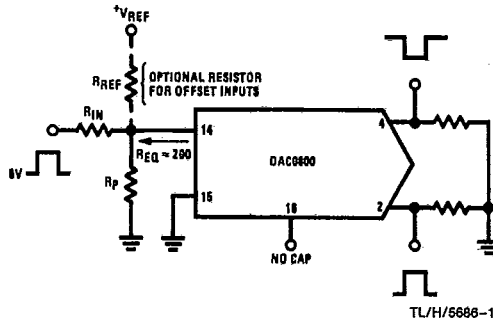 +VREF
RREF
OPTIONAL RESISTOR
FOR OFFSET INPUTS
RIN
14
4
REQ ≈ 200
DAC0800
0V
RP
15
16
2
NO CAP
TL/H/5686-1